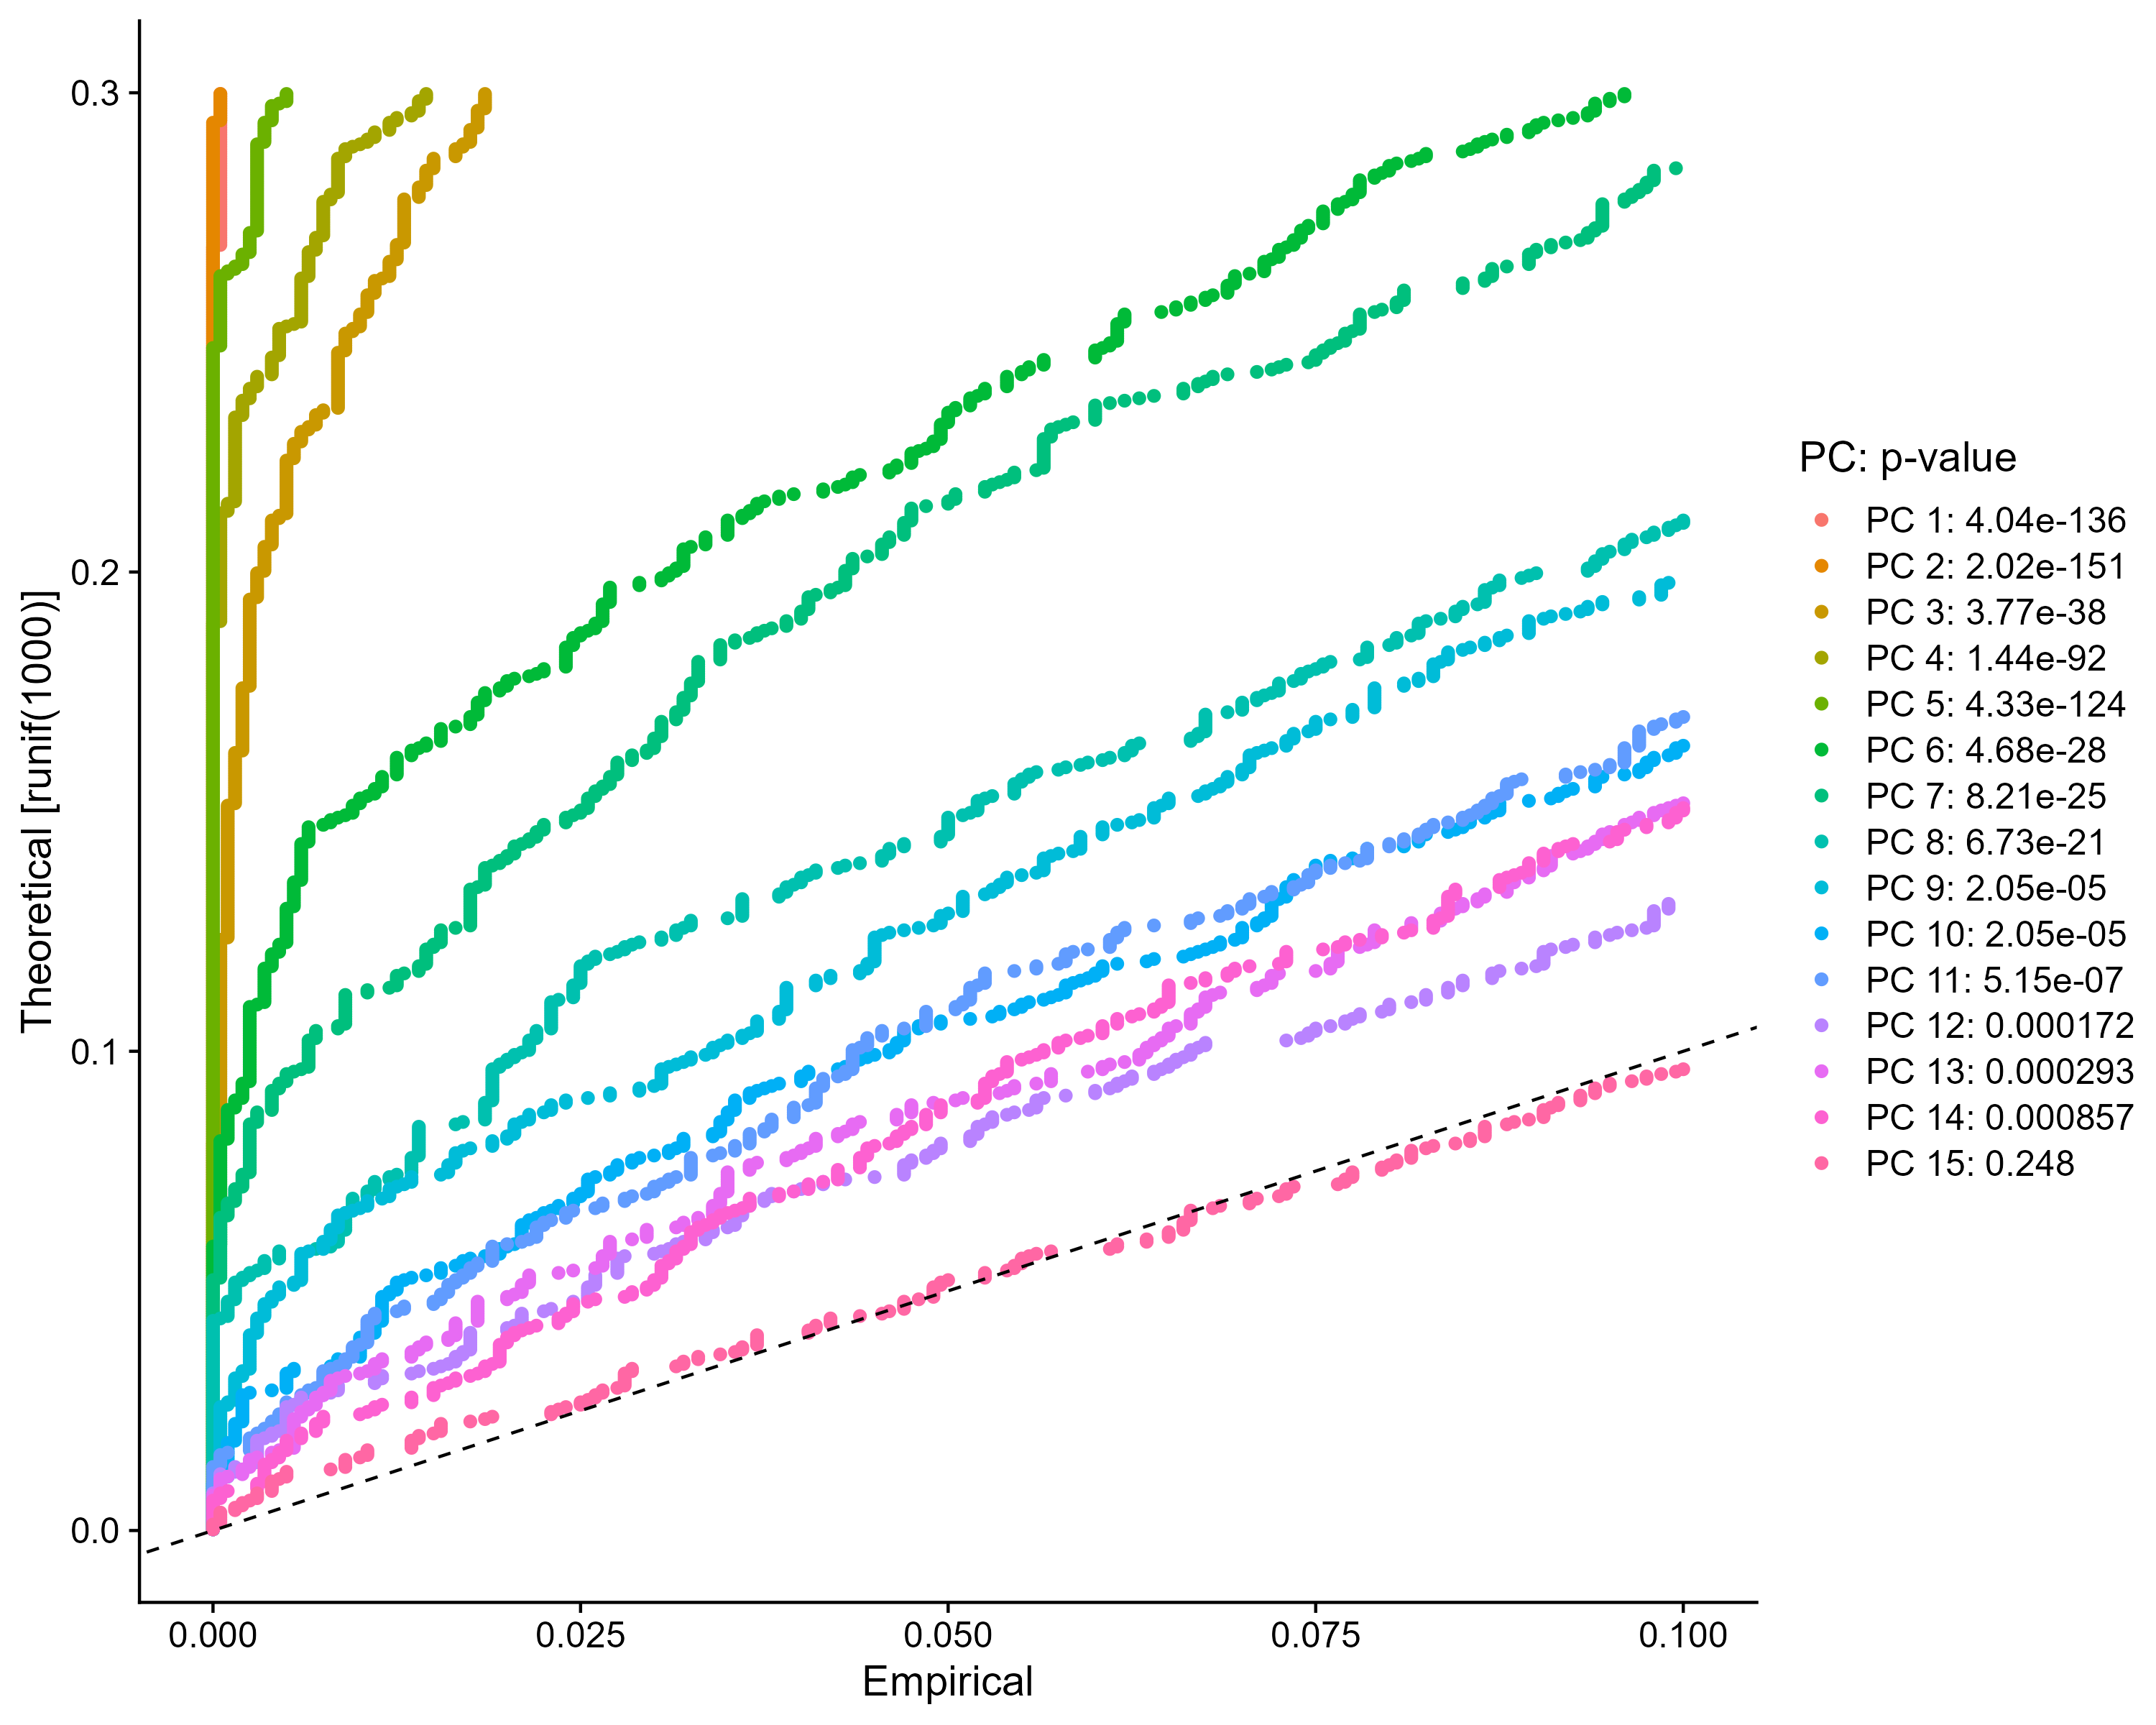 0.3
0.2
0.1
0.0
Theoretical [runif(1000)]
0.000
0.025
0.050
0.075
0.100
Empirical
PC: p-value
PC 1: 4.04e-136
PC 2: 2.02e-151
PC 3: 3.77e-38
PC 4: 1.44e-92
PC 5: 4.33e-124
PC 6: 4.68e-28
PC 7: 8.21e-25
PC 8: 6.73e-21
PC 9: 2.05e-05
PC 10: 2.05e-05
PC 11: 5.15e-07
PC 12: 0.000172
PC 13: 0.000293
PC 14: 0.000857
PC 15: 0.248